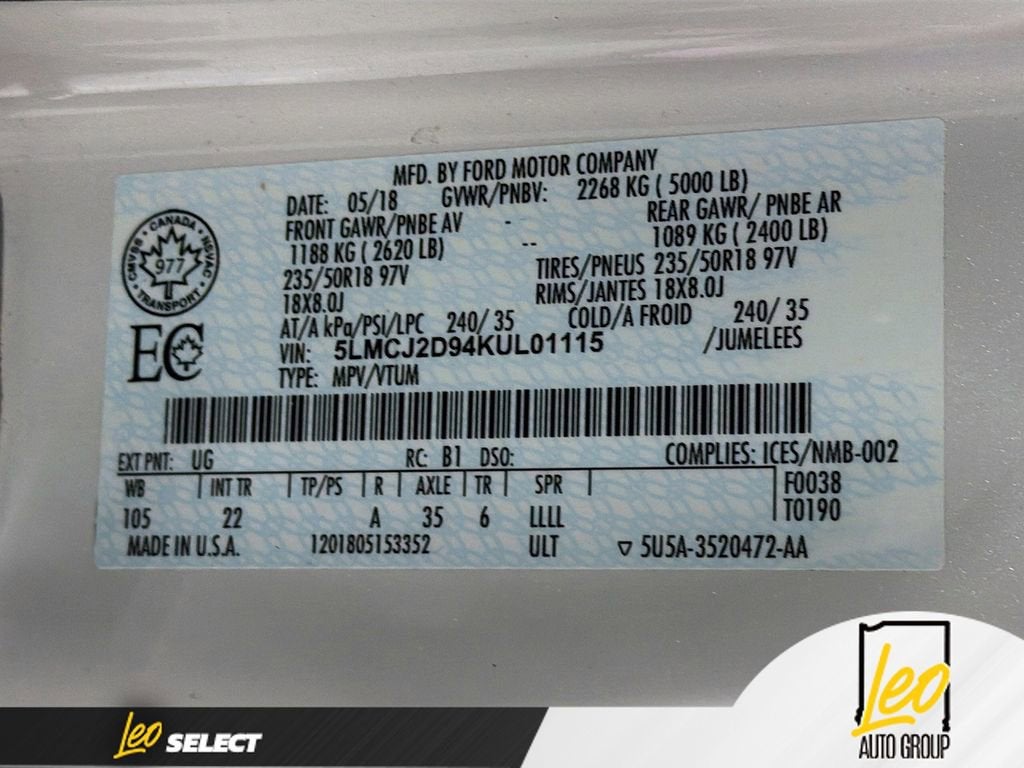 MFD. BY FORD MOTOR COMPANY
DATE: 05/18 GVWR/PNBV: 2268 KG ( 5000 LB)
FRONT GAWR/PNBE AV - REAR GAWR/ PNBE AR
1188 KG ( 2620 LB) -- 1089 KG ( 2400 LB)
235/50R18 97V TIRES/PNEUS 235/50R18 97V
18X8.0J RIMS/JANTES 18X8.0J
AT/A kPa/PSI/LPC 240/ 35 COLD/A FROID 240/ 35
VIN: 5LMCJ2D94KUL01115 /JUMELEES
TYPE: MPV/VTUM
CANADA
CMVSS NSVAC
977
TRANSPORT
EC
EXT PNT: UG RC: B1 DSO: COMPLIES: ICES/NMB-002
WB | INT TR | TP/PS | R | AXLE | TR | SPR | F0038
105 22 A 35 6 LLLL T0190
MADE IN U.S.A. 1201805153352 ULT ▽ 5U5A-3520472-AA
Leo SELECT
Leo
AUTO GROUP